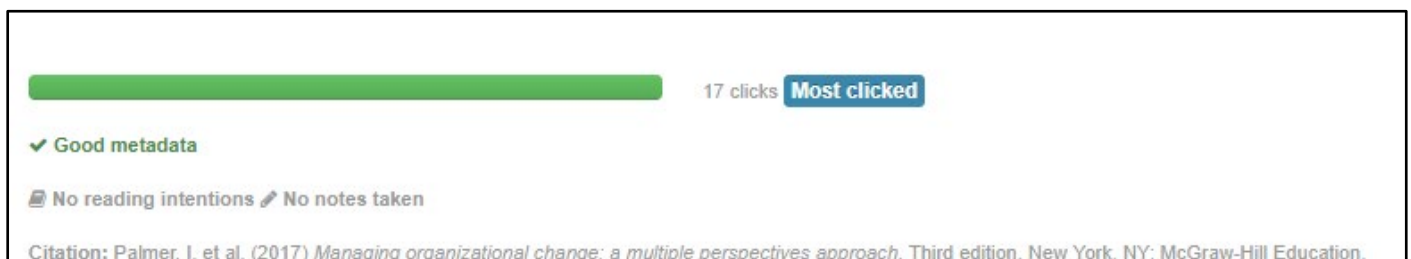 17 clicks Most clicked
Good metadata
No reading intentions No notes taken
Citation: Palmer, I. et al. (2017) Managing organizational change: a multiple perspectives approach. Third edition. New York, NY: McGraw-Hill Education.